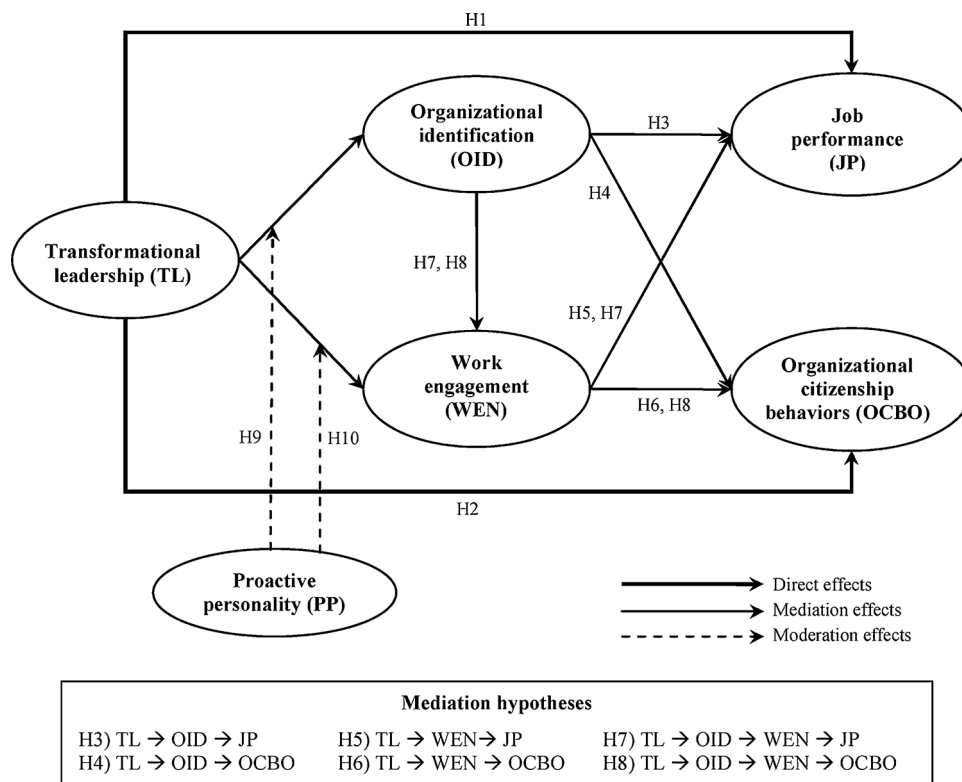 H1
Organizational
identification
(OID)
H3
Job
performance
(JP)
H4
Transformational
leadership (TL)
H7, H8
H5, H7
Work
engagement
(WEN)
H6, H8
Organizational
citizenship
behaviors (OCBO)
H9
H10
H2
Proactive
personality (PP)
Direct effects
Mediation effects
Moderation effects
Mediation hypotheses
H3) TL → OID → JP
H5) TL → WEN → JP
H7) TL → OID → WEN → JP
H4) TL → OID → OCBO
H6) TL → WEN → OCBO
H8) TL → OID → WEN → OCBO